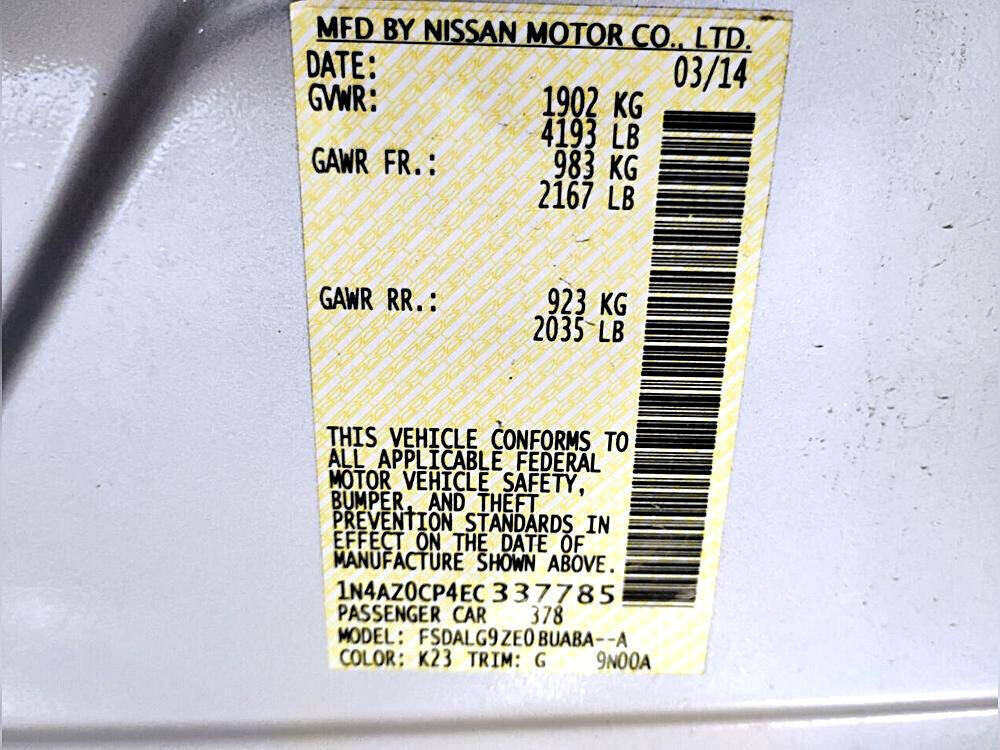 MFD BY NISSAN MOTOR CO., LTD.
DATE: 03/14
GVWR: 1902 KG
4193 LB
GAWR FR.: 983 KG
2167 LB
GAWR RR.: 923 KG
2035 LB
THIS VEHICLE CONFORMS TO
ALL APPLICABLE FEDERAL
MOTOR VEHICLE SAFETY,
BUMPER, AND THEFT
PREVENTION STANDARDS IN
EFFECT ON THE DATE OF
MANUFACTURE SHOWN ABOVE.
1N4AZ0CP4EC337785
PASSENGER CAR 378
MODEL: FSDALG9ZE0BUABA--A
COLOR: K23 TRIM: G 9N00A